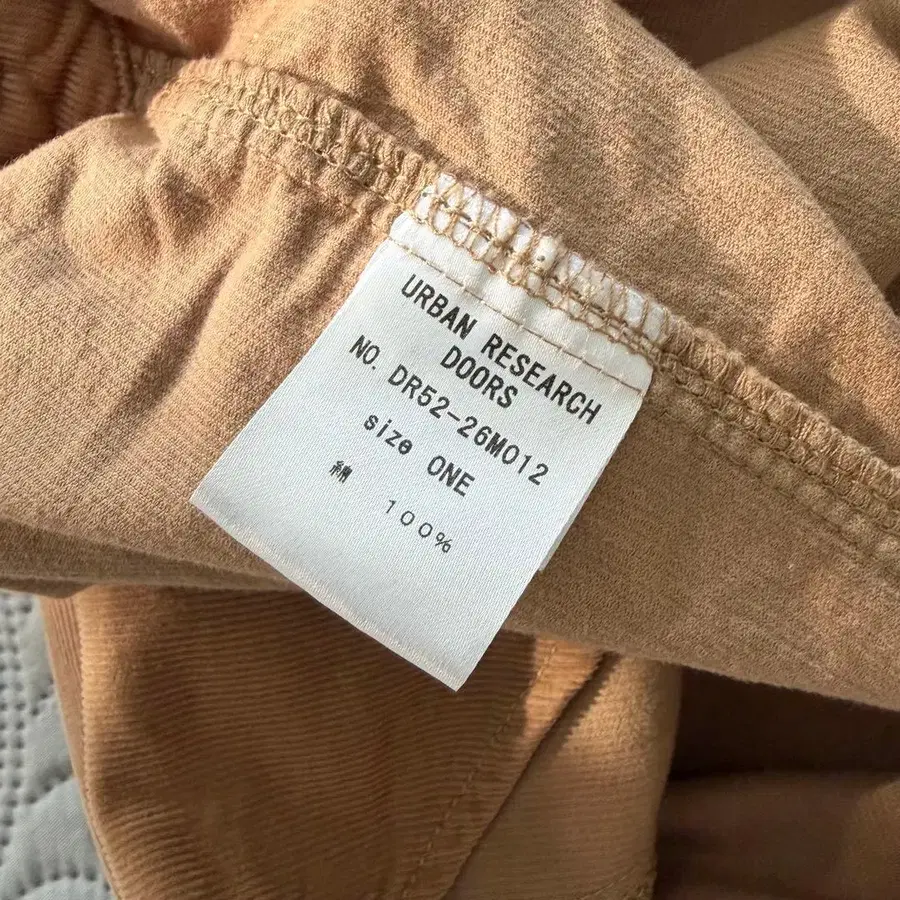 URBAN RESEARCH
DOORS
NO. DR52-26M012
size ONE
綿 100%